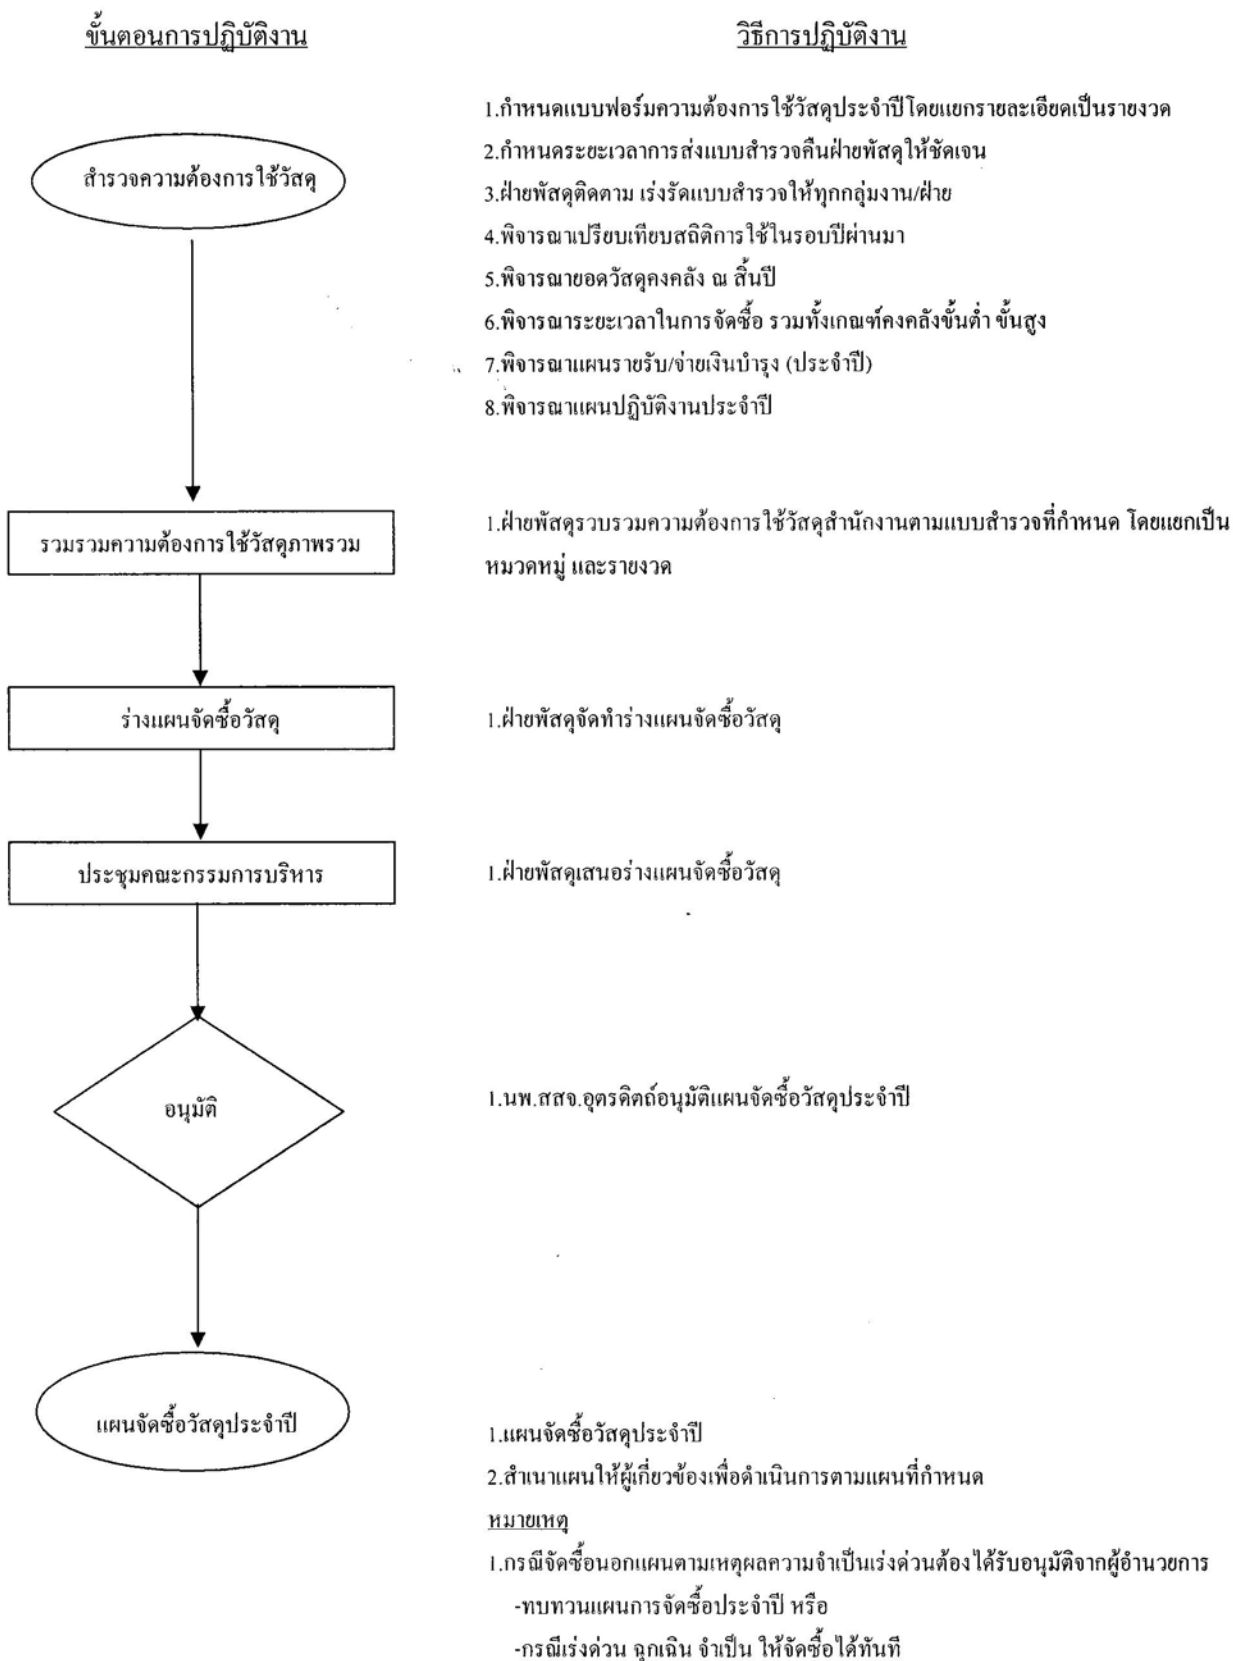 ขั้นตอนการปฏิบัติงาน
วิธีการปฏิบัติงาน
สำรวจความต้องการใช้วัสดุ
1.กำหนดแบบฟอร์มความต้องการใช้วัสดุประจำปีโดยแยกรายละเอียดเป็นรายงวด
2.กำหนดระยะเวลาการส่งแบบสำรวจคืนฝ่ายพัสดุให้ชัดเจน
3.ฝ่ายพัสดุติดตาม เร่งรัดแบบสำรวจให้ทุกกลุ่มงาน/ฝ่าย
4.พิจารณาเปรียบเทียบสถิติการใช้ในรอบปีผ่านมา
5.พิจารณายอดวัสดุคงคลัง ณ สิ้นปี
6.พิจารณาระยะเวลาในการจัดซื้อ รวมทั้งเกณฑ์คงคลังขั้นต่ำ ขั้นสูง
7.พิจารณาแผนรายรับ/จ่ายเงินบำรุง (ประจำปี)
8.พิจารณาแผนปฏิบัติงานประจำปี
รวมรวมความต้องการใช้วัสดุภาพรวม
1.ฝ่ายพัสดุรวบรวมความต้องการใช้วัสดุสำนักงานตามแบบสำรวจที่กำหนด โดยแยกเป็น
หมวดหมู่ และรายงวด
ร่างแผนจัดซื้อวัสดุ
1.ฝ่ายพัสดุจัดทำร่างแผนจัดซื้อวัสดุ
ประชุมคณะกรรมการบริหาร
1.ฝ่ายพัสดุเสนอร่างแผนจัดซื้อวัสดุ
อนุมัติ
1.นพ.สสจ.อุตรดิตถ์อนุมัติแผนจัดซื้อวัสดุประจำปี
แผนจัดซื้อวัสดุประจำปี
1.แผนจัดซื้อวัสดุประจำปี
2.สำเนาแผนให้ผู้เกี่ยวข้องเพื่อดำเนินการตามแผนที่กำหนด
หมายเหตุ
1.กรณีจัดซื้อนอกแผนตามเหตุผลความจำเป็นเร่งด่วนต้องได้รับอนุมัติจากผู้อำนวยการ
-ทบทวนแผนการจัดซื้อประจำปี หรือ
-กรณีเร่งด่วน ฉุกเฉิน จำเป็น ให้จัดซื้อได้ทันที